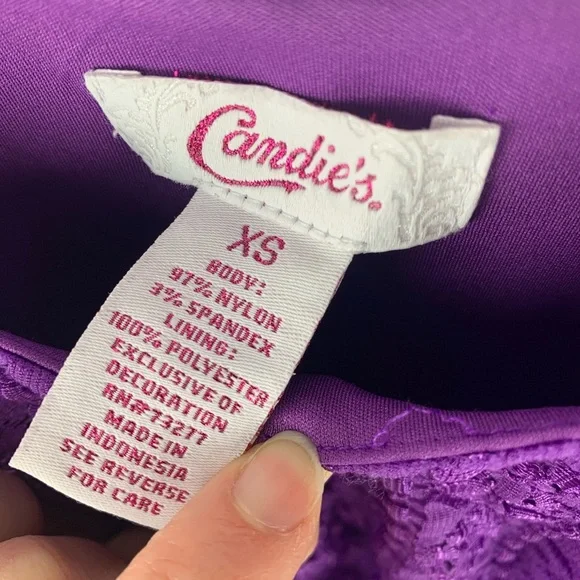 Candie's®
XS
BODY:
97% NYLON
3% SPANDEX
LINING:
100% POLYESTER
EXCLUSIVE OF
DECORATION
RN#73277
MADE IN
INDONESIA
SEE REVERSE
FOR CARE